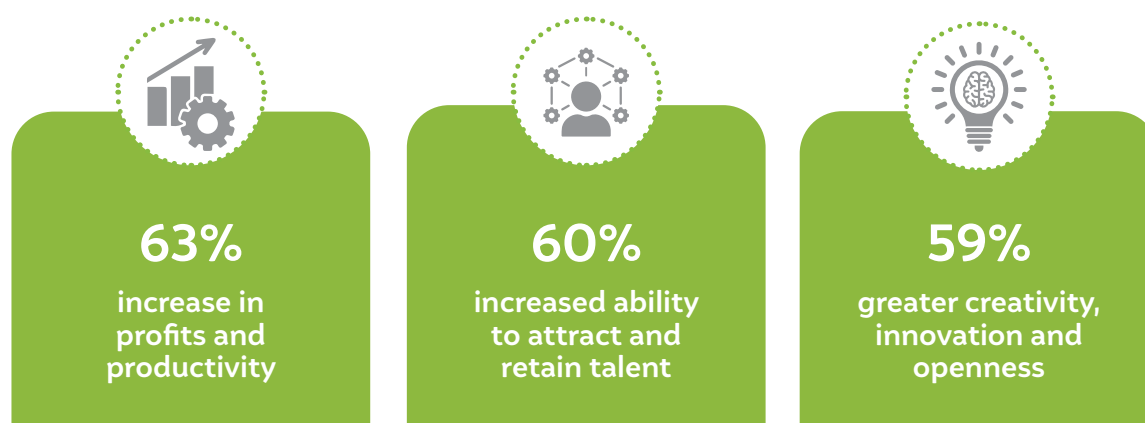 63%
increase in
profits and
productivity
60%
increased ability
to attract and
retain talent
59%
greater creativity,
innovation and
openness